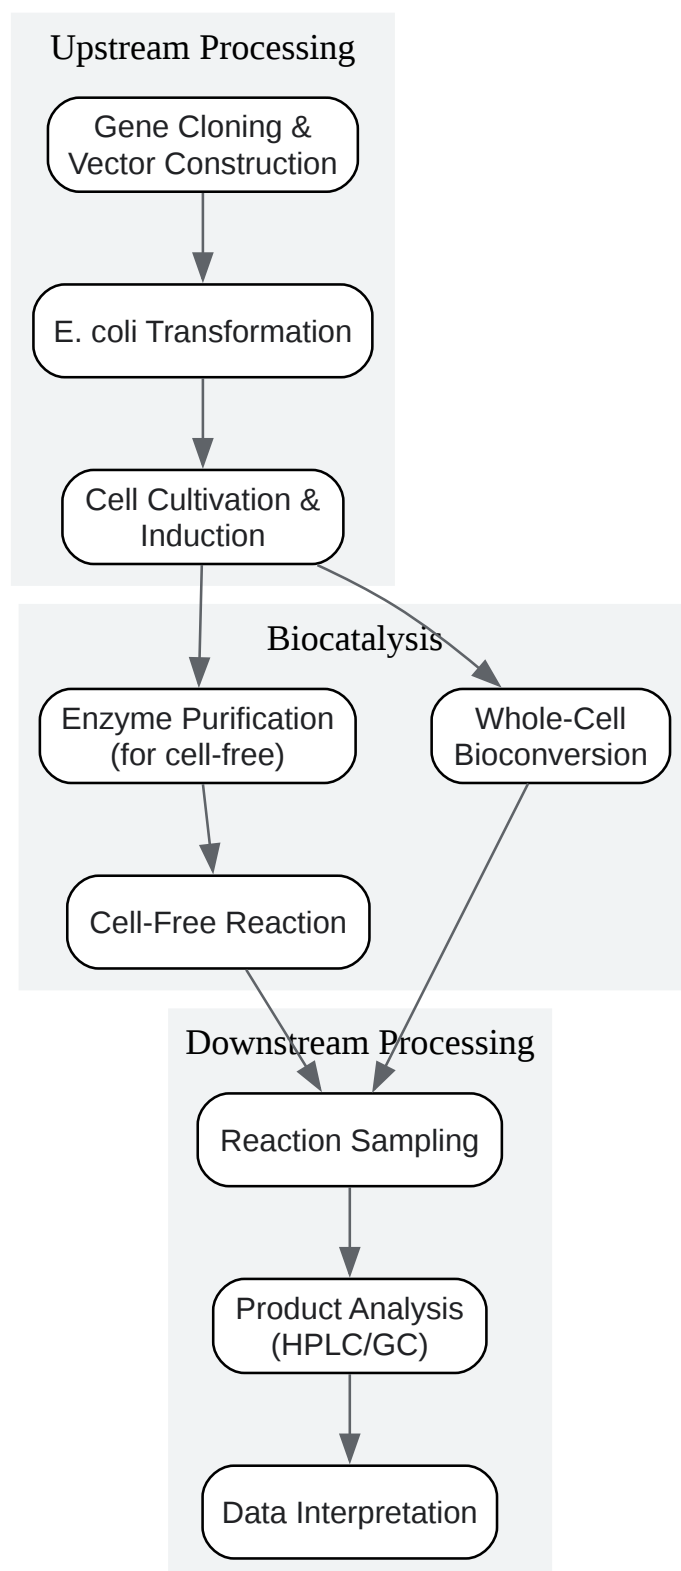 Upstream Processing
Gene Cloning &
Vector Construction
E. coli Transformation
Cell Cultivation &
Induction
Biocatalysis
Enzyme Purification
(for cell-free)
Whole-Cell
Bioconversion
Cell-Free Reaction
Downstream Processing
Reaction Sampling
Product Analysis
(HPLC/GC)
Data Interpretation